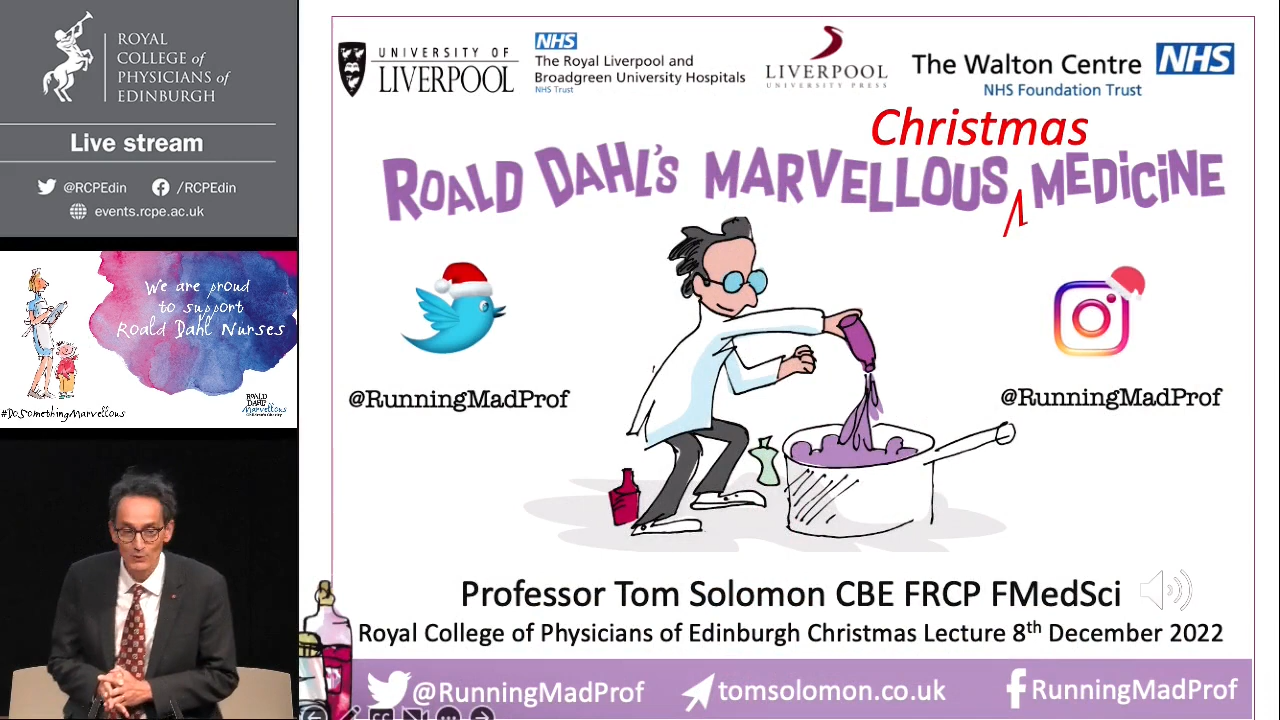 ROYAL
COLLEGE of
PHYSICIANS of
EDINBURGH
Live stream
@RCPEdin
/RCPEdin
events.rcpe.ac.uk
We are proud
to support
Roald Dahl Nurses
#DoSomethingMarvellous
ROALD
DAHL'S
Marvellous
UNIVERSITY OF
LIVERPOOL
NHS
The Royal Liverpool and
Broadgreen University Hospitals
NHS Trust
LIVERPOOL
UNIVERSITY PRESS
The Walton Centre
NHS
NHS Foundation Trust
Christmas
ROALD DAHL'S MARVELLOUS MEDICINE
@RunningMadProf
@RunningMadProf
Professor Tom Solomon CBE FRCP FMedSci
Royal College of Physicians of Edinburgh Christmas Lecture 8th December 2022
@RunningMadProf
tomsolomon.co.uk
RunningMadProf